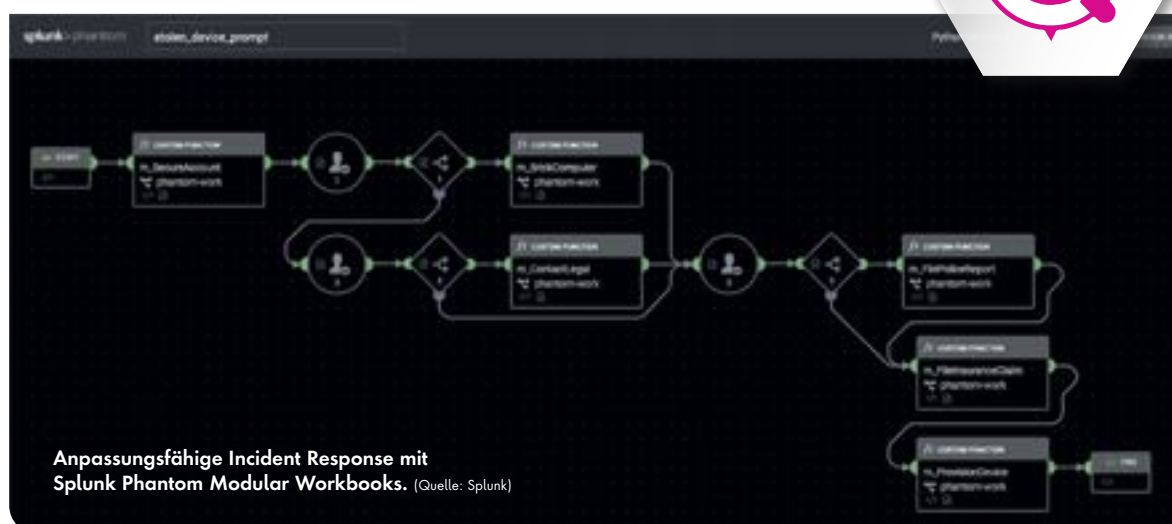 splunk>phantom
stolen_device_prompt
START
CUSTOM FUNCTION
m_SecureAccount
phantom-work
CUSTOM FUNCTION
m_BrickComputer
phantom-work
CUSTOM FUNCTION
m_ContactLegal
phantom-work
CUSTOM FUNCTION
m_FilePoliceReport
phantom-work
CUSTOM FUNCTION
m_FileInsuranceClaim
phantom-work
CUSTOM FUNCTION
m_ProvisionDevice
phantom-work
END
Anpassungsfähige Incident Response mit
Splunk Phantom Modular Workbooks. (Quelle: Splunk)